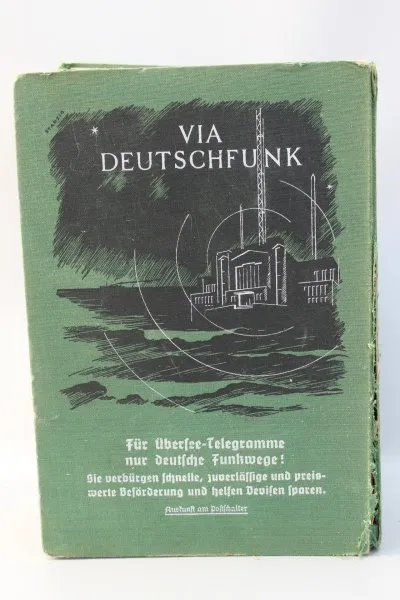 VIA
DEUTSCHFUNK
Für Übersee-Telegramme
nur deutsche Funkwege!
Sie verbürgen schnelle, zuverlässige und preis-
werte Beförderung und helfen Devisen sparen.
Auskunft am Postschalter